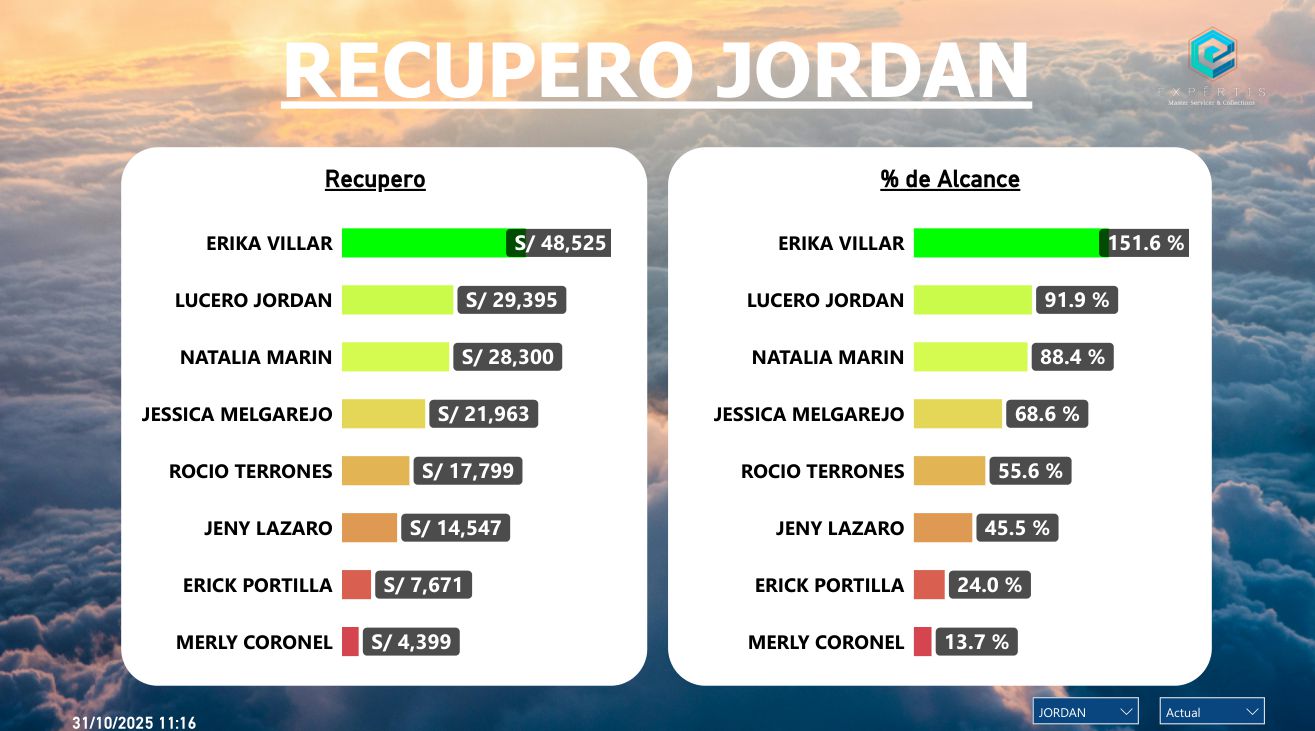 RECUPERO JORDAN
EXPERTIS
Master Servicer & Collections
Recupero
ERIKA VILLAR S/ 48,525
LUCERO JORDAN S/ 29,395
NATALIA MARIN S/ 28,300
JESSICA MELGAREJO S/ 21,963
ROCIO TERRONES S/ 17,799
JENY LAZARO S/ 14,547
ERICK PORTILLA S/ 7,671
MERLY CORONEL S/ 4,399
% de Alcance
ERIKA VILLAR 151.6 %
LUCERO JORDAN 91.9 %
NATALIA MARIN 88.4 %
JESSICA MELGAREJO 68.6 %
ROCIO TERRONES 55.6 %
JENY LAZARO 45.5 %
ERICK PORTILLA 24.0 %
MERLY CORONEL 13.7 %
31/10/2025 11:16
JORDAN
Actual